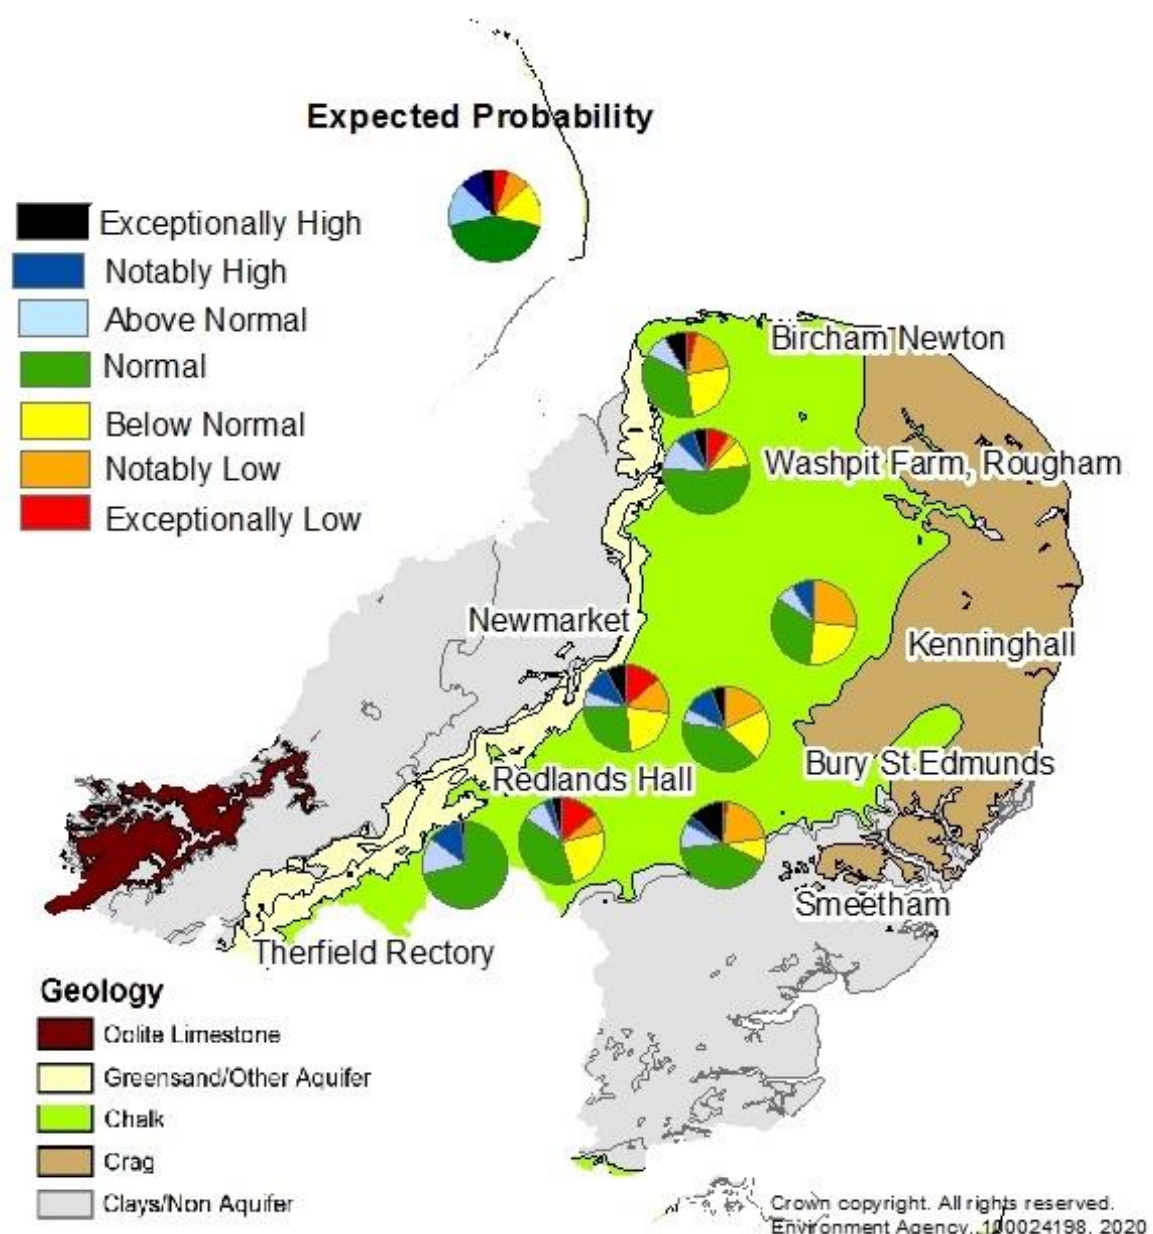 Expected Probability
Exceptionally High
Notably High
Above Normal
Normal
Below Normal
Notably Low
Exceptionally Low
Bircham Newton
Washpit Farm, Rougham
Newmarket
Kenninghall
Bury St Edmunds
Redlands Hall
Smeetham
Therfield Rectory
Geology
Oolite Limestone
Greensand/Other Aquifer
Chalk
Crag
Clays/Non Aquifer
Crown copyright. All rights reserved.
Environment Agency, 100024198, 2020